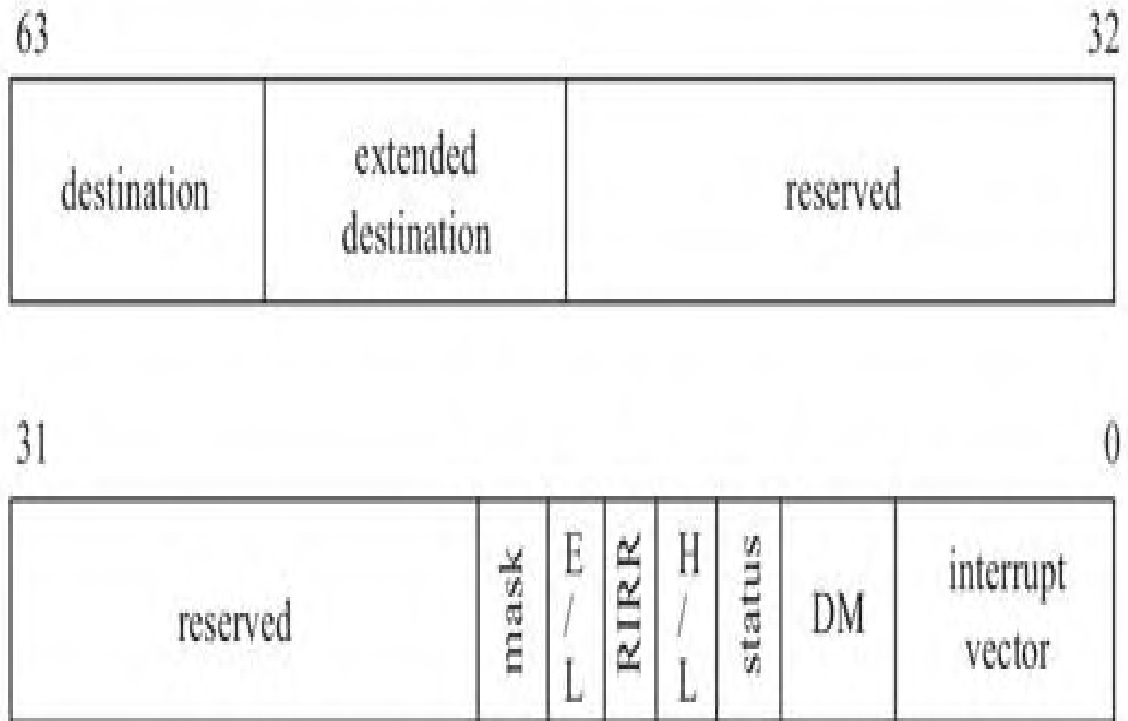 63 32
destination
extended
destination
reserved
31 0
reserved
mask
E/L
RIRR
H/L
status
DM
interrupt
vector